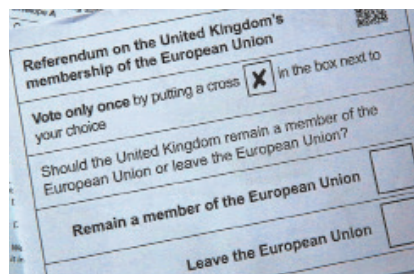 Referendum on the United Kingdom's
membership of the European Union
Vote only once by putting a cross X in the box next to
your choice
Should the United Kingdom remain a member of the
European Union or leave the European Union?
Remain a member of the European Union
Leave the European Union